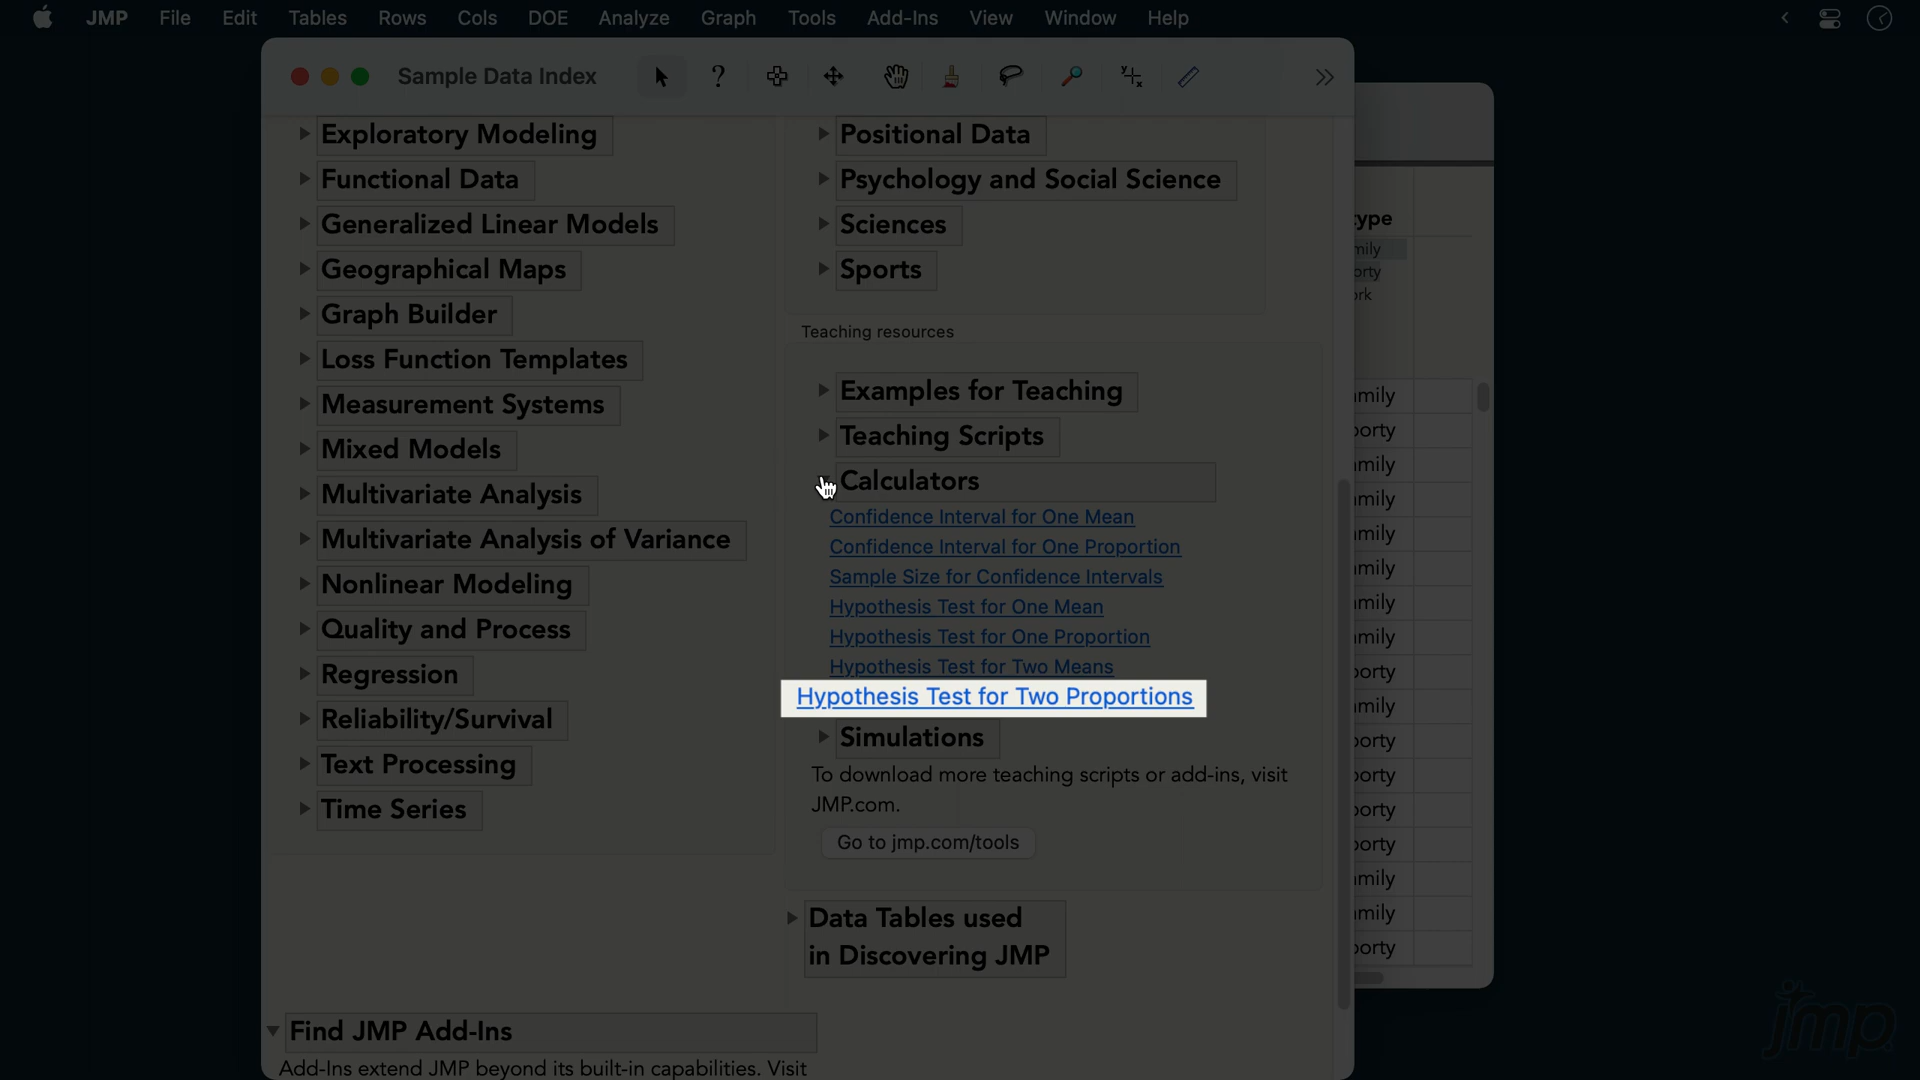 JMP File Edit Tables Rows Cols DOE Analyze Graph Tools Add-Ins View Window Help
Sample Data Index
Exploratory Modeling
Functional Data
Generalized Linear Models
Geographical Maps
Graph Builder
Loss Function Templates
Measurement Systems
Mixed Models
Multivariate Analysis
Multivariate Analysis of Variance
Nonlinear Modeling
Quality and Process
Regression
Reliability/Survival
Text Processing
Time Series
Positional Data
Psychology and Social Science
Sciences
Sports
Teaching resources
Examples for Teaching
Teaching Scripts
Calculators
Confidence Interval for One Mean
Confidence Interval for One Proportion
Sample Size for Confidence Intervals
Hypothesis Test for One Mean
Hypothesis Test for One Proportion
Hypothesis Test for Two Means
Hypothesis Test for Two Proportions
Simulations
To download more teaching scripts or add-ins, visit
JMP.com.
Go to jmp.com/tools
Data Tables used
in Discovering JMP
Find JMP Add-Ins
Add-Ins extend JMP beyond its built-in capabilities. Visit
jmp